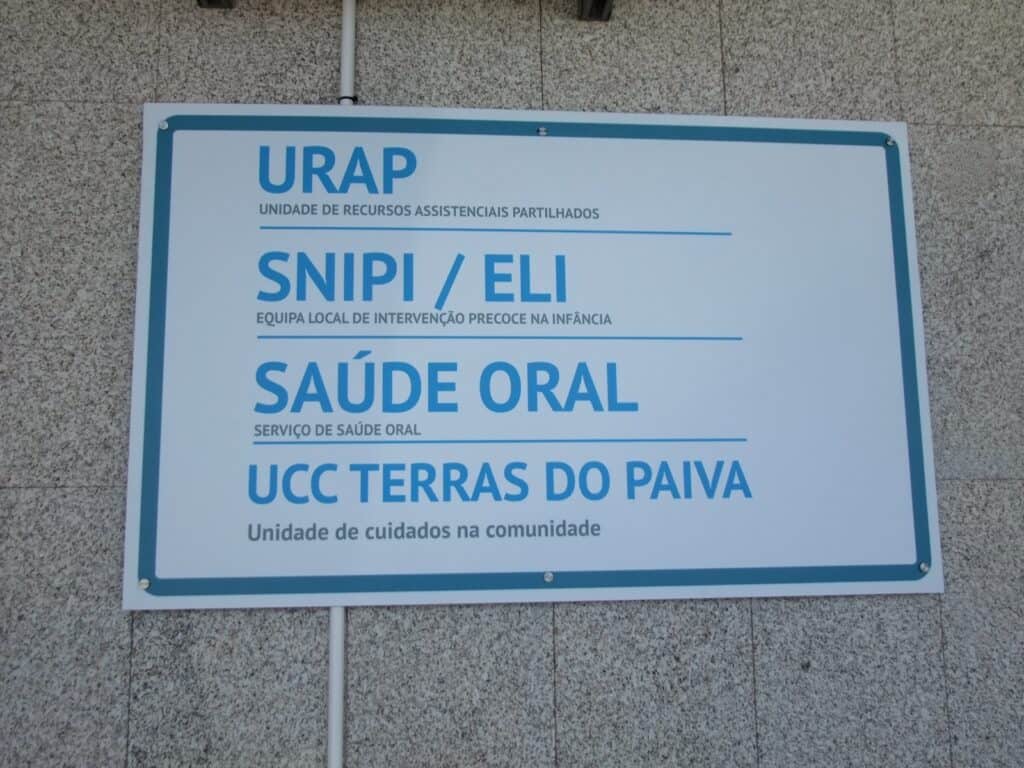 URAP
UNIDADE DE RECURSOS ASSISTENCIAIS PARTILHADOS
SNIPI / ELI
EQUIPA LOCAL DE INTERVENÇÃO PRECOCE NA INFÂNCIA
SAÚDE ORAL
SERVIÇO DE SAÚDE ORAL
UCC TERRAS DO PAIVA
Unidade de cuidados na comunidade